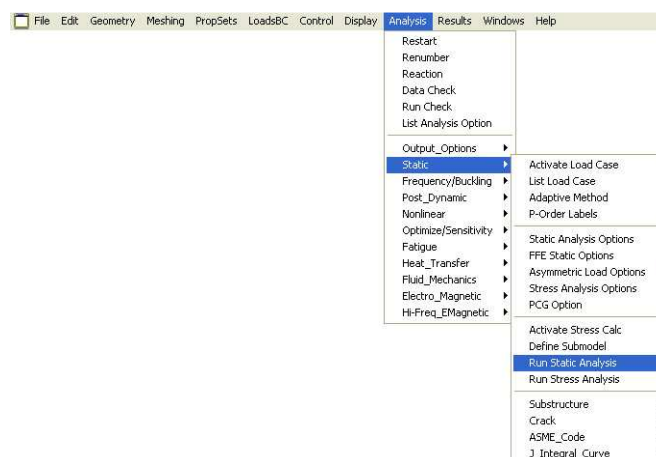 File Edit Geometry Meshing PropSets LoadsBC Control Display Analysis Results Windows Help
Restart
Renumber
Reaction
Data Check
Run Check
List Analysis Option
Output_Options
Static
Frequency/Buckling
Post_Dynamic
Nonlinear
Optimize/Sensitivity
Fatigue
Heat_Transfer
Fluid_Mechanics
Electro_Magnetic
Hi-Freq_EMagnetic
Activate Load Case
List Load Case
Adaptive Method
P-Order Labels
Static Analysis Options
FFE Static Options
Asymmetric Load Options
Stress Analysis Options
PCG Option
Activate Stress Calc
Define Submodel
Run Static Analysis
Run Stress Analysis
Substructure
Crack
ASME_Code
J_Integral_Curve